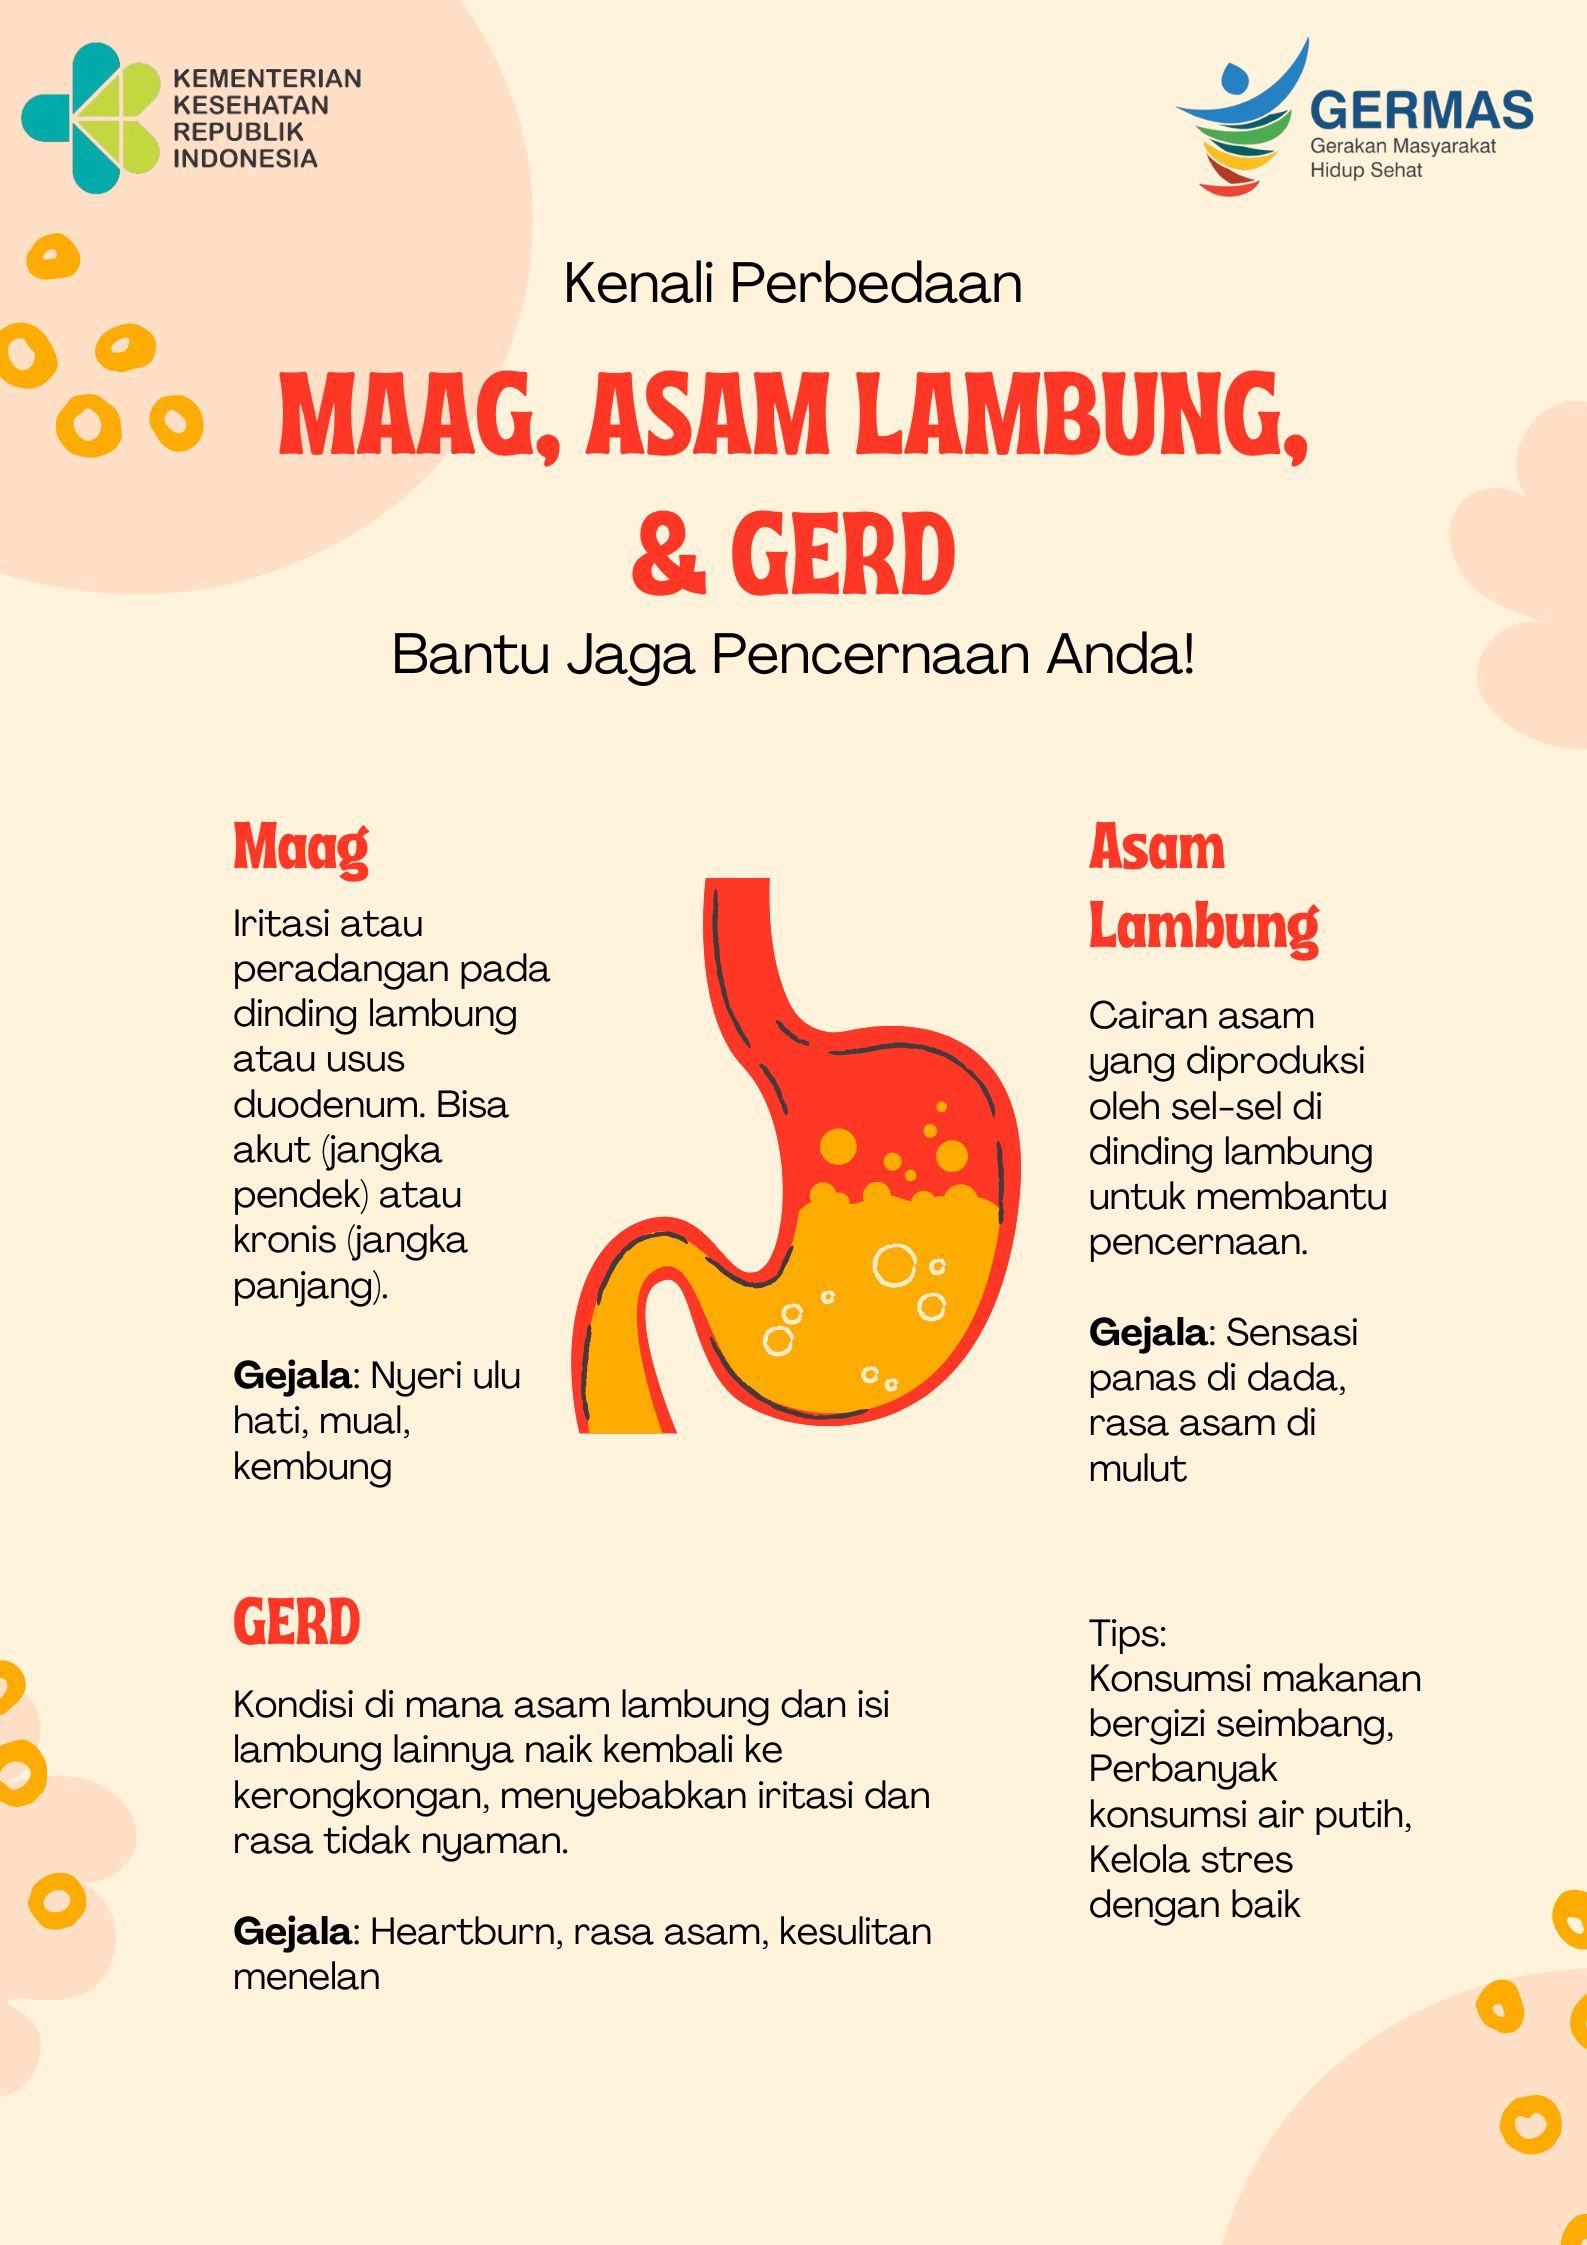 KEMENTERIAN
KESEHATAN
REPUBLIK
INDONESIA
GERMAS
Gerakan Masyarakat
Hidup Sehat
Kenali Perbedaan
MAAG, ASAM LAMBUNG,
& GERD
Bantu Jaga Pencernaan Anda!
Maag
Iritasi atau
peradangan pada
dinding lambung
atau usus
duodenum. Bisa
akut (jangka
pendek) atau
kronis (jangka
panjang).
Gejala: Nyeri ulu
hati, mual,
kembung
Asam
Lambung
Cairan asam
yang diproduksi
oleh sel-sel di
dinding lambung
untuk membantu
pencernaan.
Gejala: Sensasi
panas di dada,
rasa asam di
mulut
GERD
Kondisi di mana asam lambung dan isi
lambung lainnya naik kembali ke
kerongkongan, menyebabkan iritasi dan
rasa tidak nyaman.
Gejala: Heartburn, rasa asam, kesulitan
menelan
Tips:
Konsumsi makanan
bergizi seimbang,
Perbanyak
konsumsi air putih,
Kelola stres
dengan baik